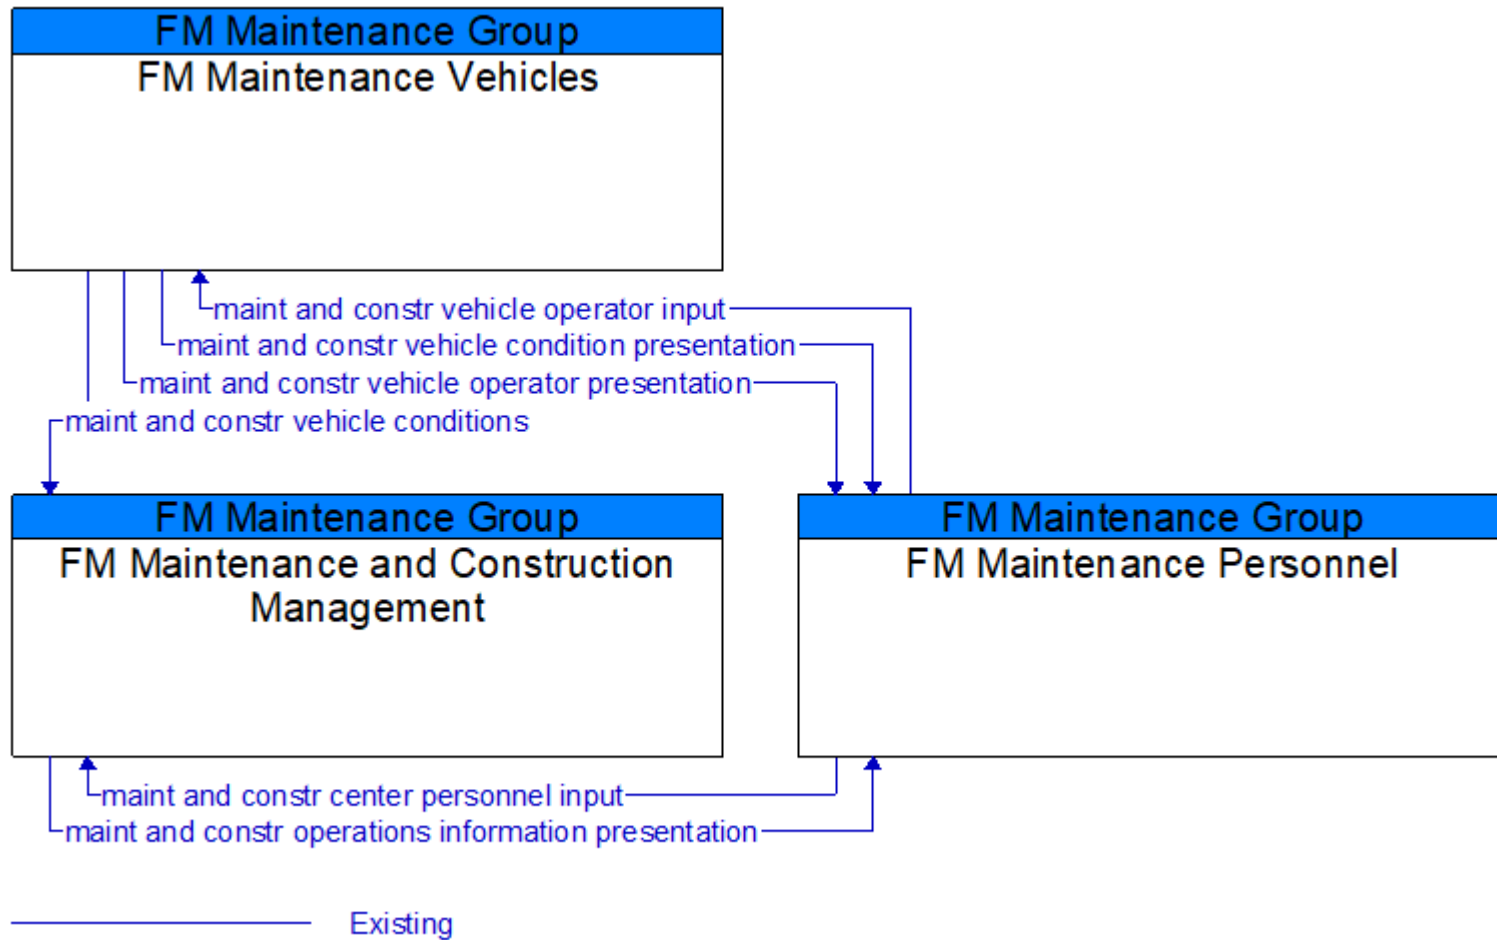 FM Maintenance Group
FM Maintenance Vehicles
maint and constr vehicle operator input
maint and constr vehicle condition presentation
maint and constr vehicle operator presentation
maint and constr vehicle conditions
FM Maintenance Group
FM Maintenance and Construction
Management
FM Maintenance Group
FM Maintenance Personnel
maint and constr center personnel input
maint and constr operations information presentation
Existing